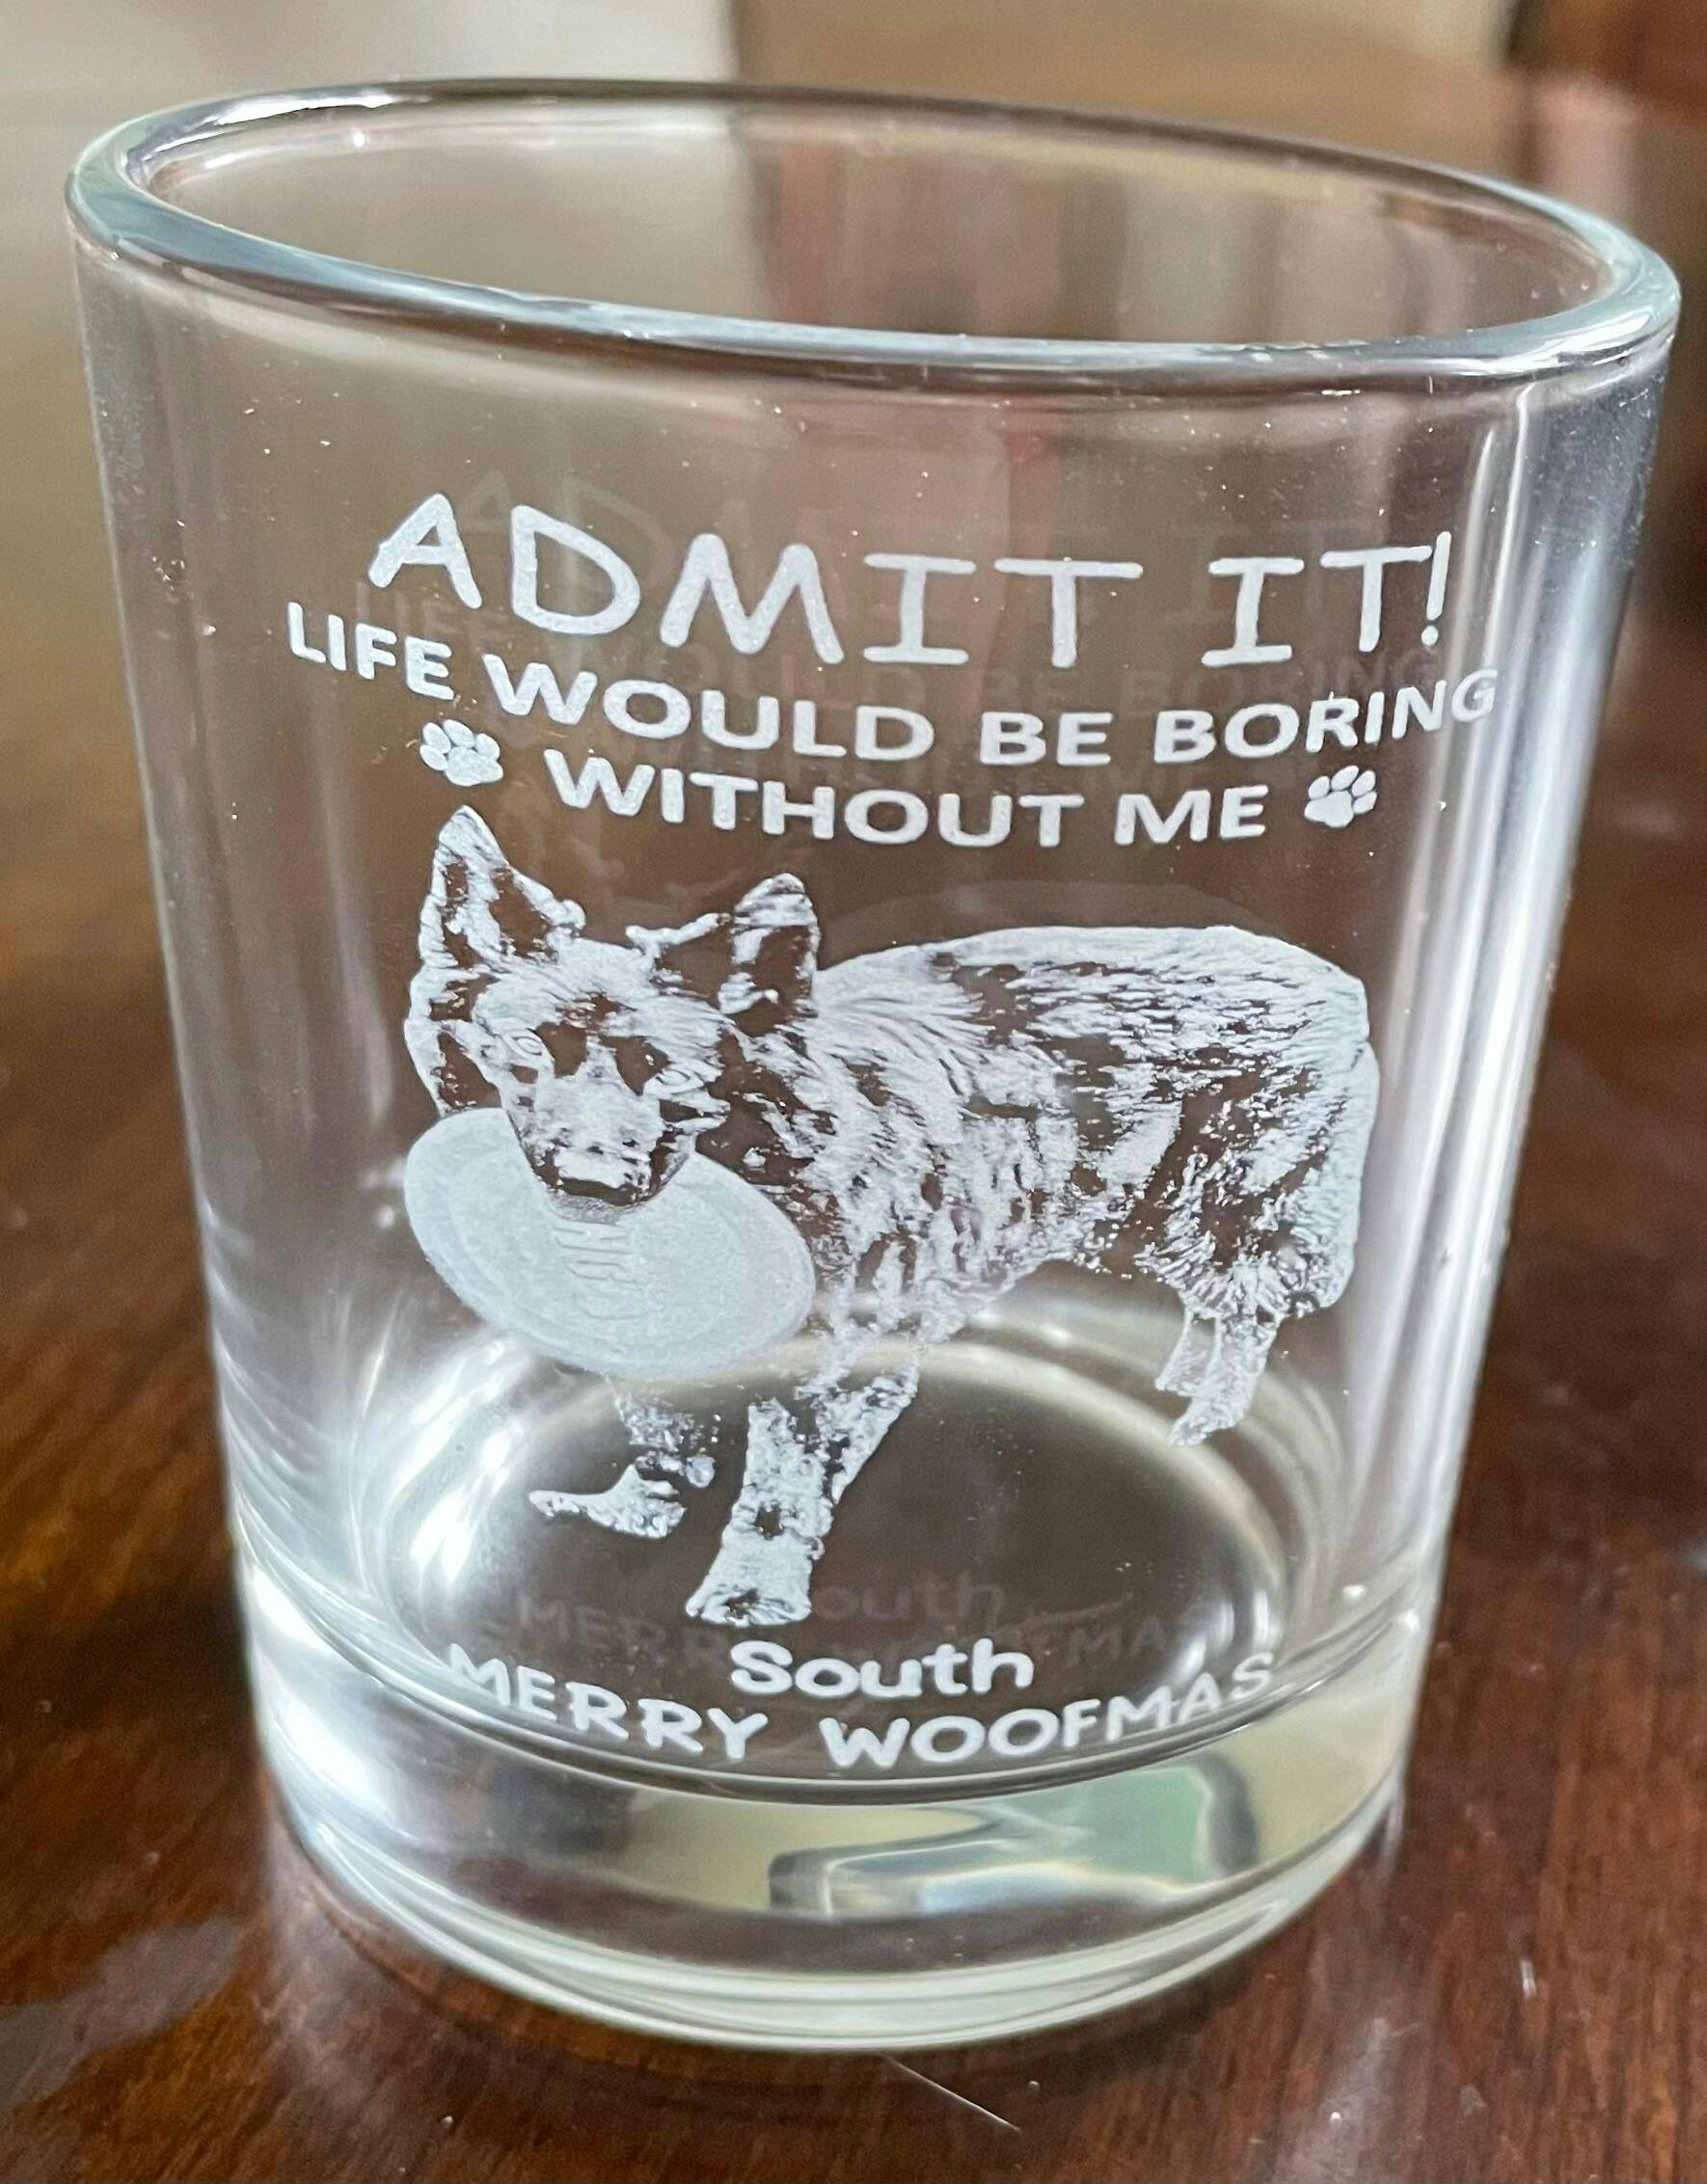 ADMIT IT!
LIFE WOULD BE BORING
WITHOUT ME
South
MERRY WOOFMAS